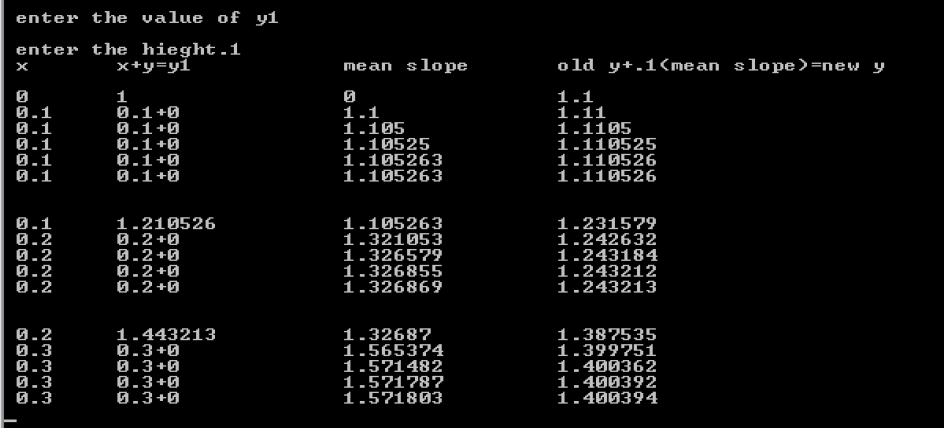 enter the value of y1
enter the hieght.1
x x+y=y1 mean slope old y+.1(mean slope)=new y
0 1 0 1.1
0.1 0.1+0 1.1 1.11
0.1 0.1+0 1.105 1.1105
0.1 0.1+0 1.10525 1.110525
0.1 0.1+0 1.105263 1.110526
0.1 0.1+0 1.105263 1.110526
0.1 1.210526 1.105263 1.231579
0.2 0.2+0 1.321053 1.242632
0.2 0.2+0 1.326579 1.243184
0.2 0.2+0 1.326855 1.243212
0.2 0.2+0 1.326869 1.243213
0.2 1.443213 1.32687 1.387535
0.3 0.3+0 1.565374 1.399751
0.3 0.3+0 1.571482 1.400362
0.3 0.3+0 1.571787 1.400392
0.3 0.3+0 1.571803 1.400394